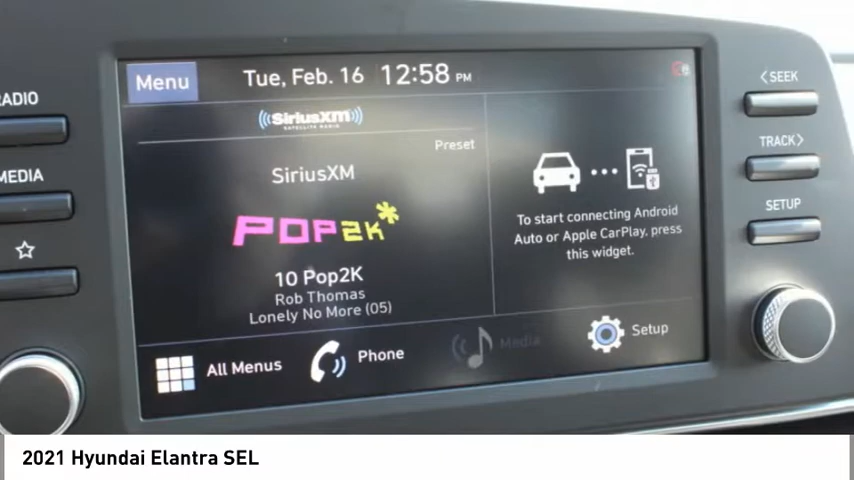 RADIO
MEDIA
Menu
Tue, Feb. 16 12:58 PM
((SiriusXM))
SATELLITE RADIO
Preset
SiriusXM
POP2K*
10 Pop2K
Rob Thomas
Lonely No More (05)
To start connecting Android
Auto or Apple CarPlay, press
this widget.
All Menus
Phone
Media
Setup
<SEEK
TRACK>
SETUP
2021 Hyundai Elantra SEL